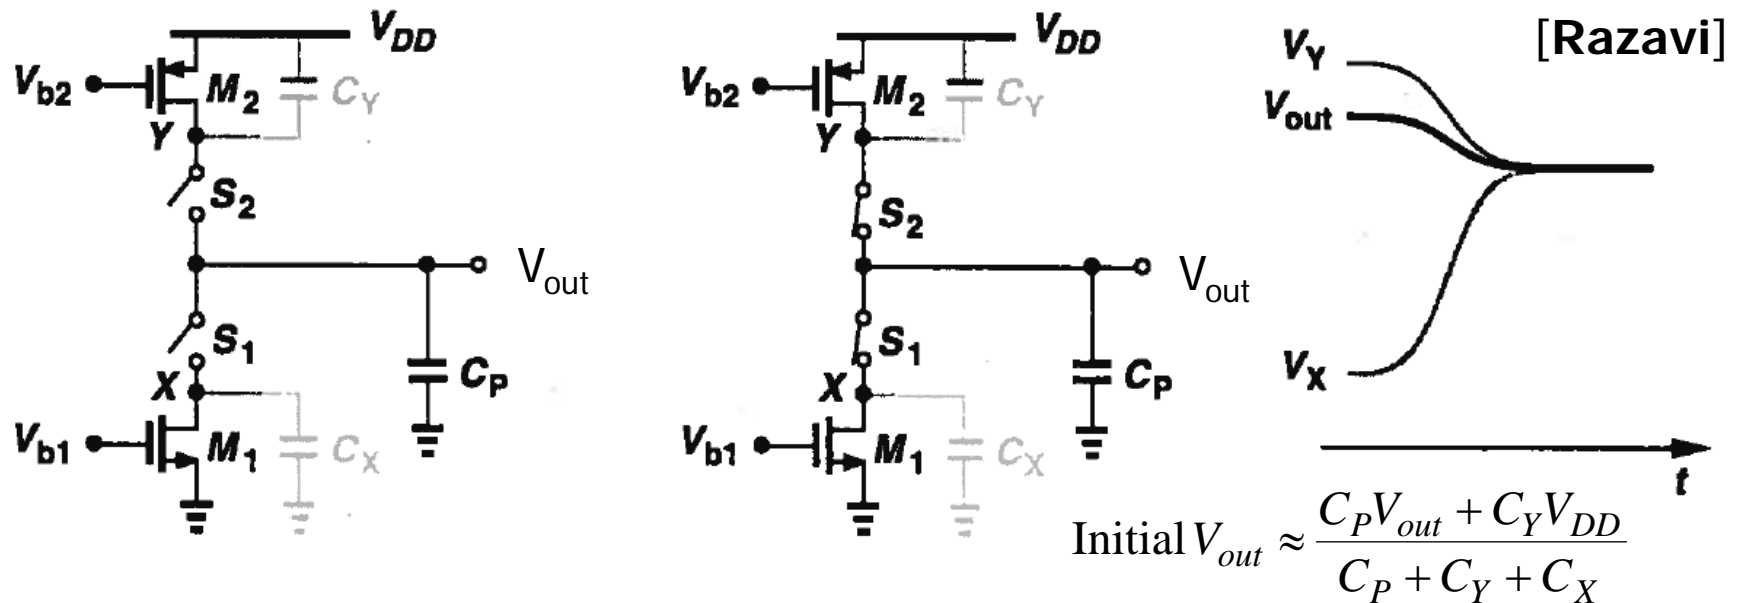 V_DD
V_b2
M_2
C_Y
Y
S_2
V_out
S_1
X
C_P
V_b1
M_1
C_X
V_DD
V_b2
M_2
C_Y
Y
S_2
V_out
S_1
X
C_P
V_b1
M_1
C_X
[Razavi]
V_Y
V_out
V_X
t
Initial V_out ≈ (C_P V_out + C_Y V_DD) / (C_P + C_Y + C_X)